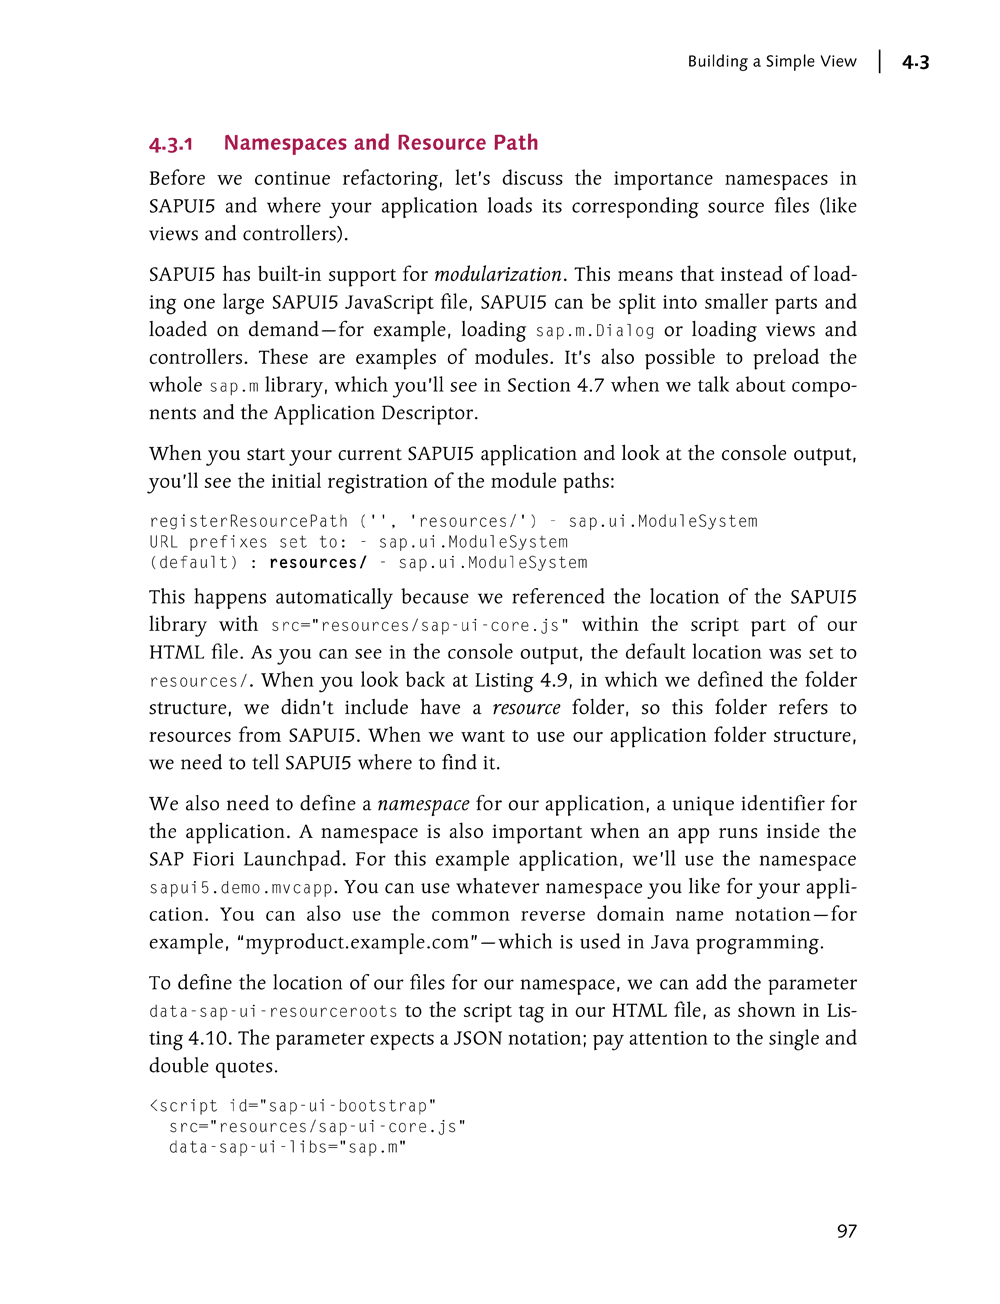 Building a Simple View | 4.3
4.3.1 Namespaces and Resource Path
Before we continue refactoring, let's discuss the importance namespaces in
SAPUI5 and where your application loads its corresponding source files (like
views and controllers).
SAPUI5 has built-in support for modularization. This means that instead of load-
ing one large SAPUI5 JavaScript file, SAPUI5 can be split into smaller parts and
loaded on demand—for example, loading sap.m.Dialog or loading views and
controllers. These are examples of modules. It's also possible to preload the
whole sap.m library, which you'll see in Section 4.7 when we talk about compo-
nents and the Application Descriptor.
When you start your current SAPUI5 application and look at the console output,
you'll see the initial registration of the module paths:
registerResourcePath ('', 'resources/') - sap.ui.ModuleSystem
URL prefixes set to: - sap.ui.ModuleSystem
(default) : resources/ - sap.ui.ModuleSystem
This happens automatically because we referenced the location of the SAPUI5
library with src="resources/sap-ui-core.js" within the script part of our
HTML file. As you can see in the console output, the default location was set to
resources/. When you look back at Listing 4.9, in which we defined the folder
structure, we didn't include have a resource folder, so this folder refers to
resources from SAPUI5. When we want to use our application folder structure,
we need to tell SAPUI5 where to find it.
We also need to define a namespace for our application, a unique identifier for
the application. A namespace is also important when an app runs inside the
SAP Fiori Launchpad. For this example application, we'll use the namespace
sapui5.demo.mvcapp. You can use whatever namespace you like for your appli-
cation. You can also use the common reverse domain name notation—for
example, “myproduct.example.com”—which is used in Java programming.
To define the location of our files for our namespace, we can add the parameter
data-sap-ui-resourceroots to the script tag in our HTML file, as shown in Lis-
ting 4.10. The parameter expects a JSON notation; pay attention to the single and
double quotes.
<script id="sap-ui-bootstrap"
src="resources/sap-ui-core.js"
data-sap-ui-libs="sap.m"
97